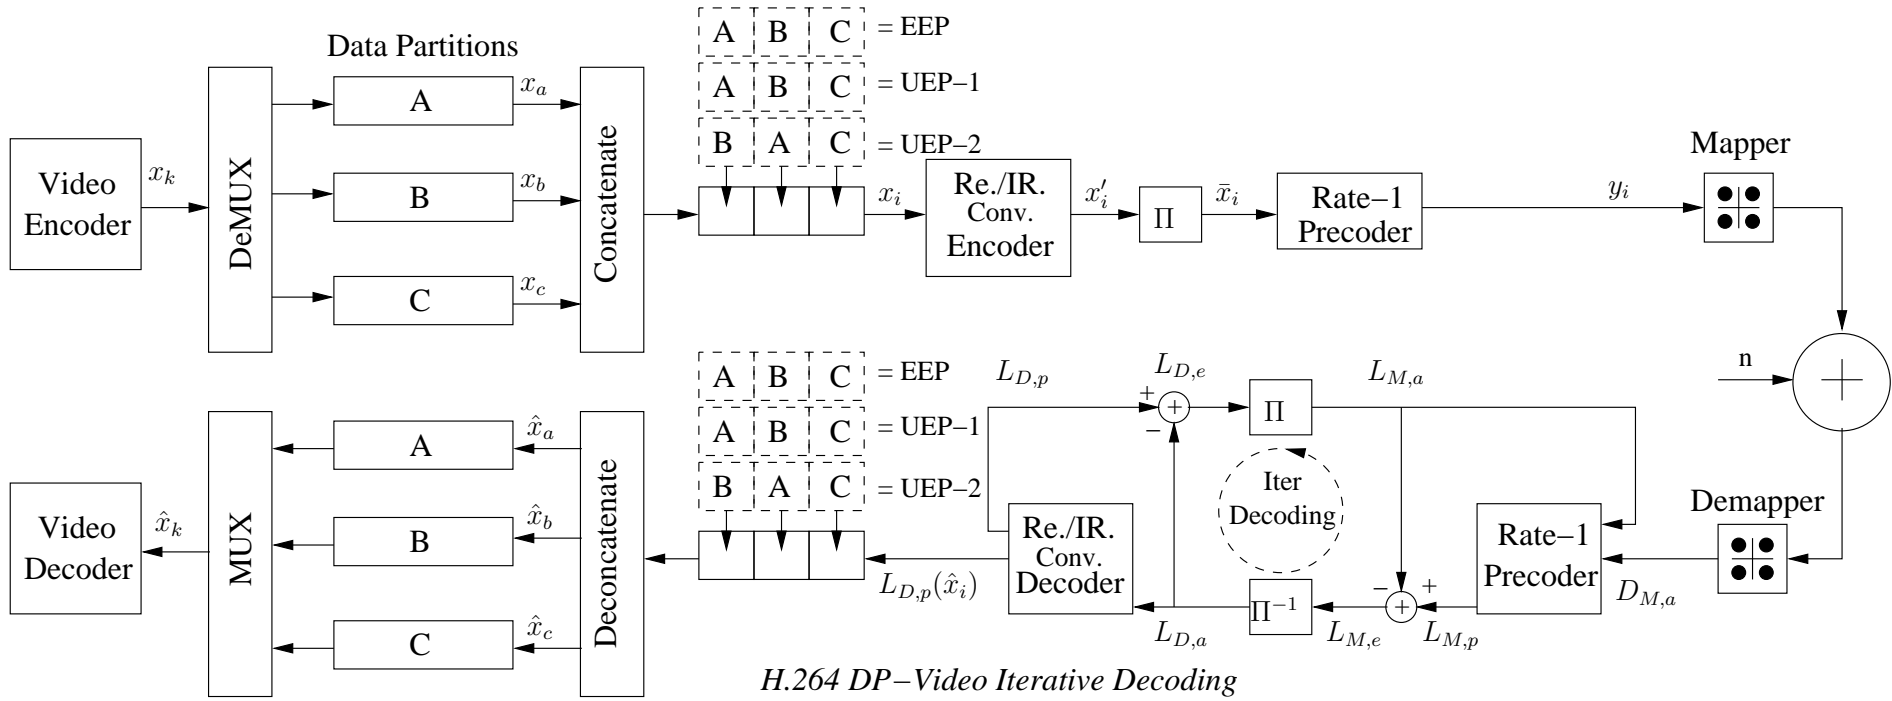 A B C = EEP
Data Partitions
A B C = UEP−1
B A C = UEP−2
Video
Encoder
x_k
DeMUX
A
x_a
B
x_b
C
x_c
Concatenate
x_i
Re./IR.
Conv.
Encoder
x′_i
Π
x̄_i
Rate−1
Precoder
y_i
Mapper
n
A B C = EEP
A B C = UEP−1
B A C = UEP−2
L_{D,p}
L_{D,e}
+
−
+
Π
L_{M,a}
Iter
Decoding
Demapper
Video
Decoder
x̂_k
MUX
A
x̂_a
B
x̂_b
C
x̂_c
Deconcatenate
L_{D,p}(x̂_i)
Re./IR.
Conv.
Decoder
L_{D,a}
Π⁻¹
L_{M,e}
−
+
+
L_{M,p}
Rate−1
Precoder
D_{M,a}
H.264 DP−Video Iterative Decoding